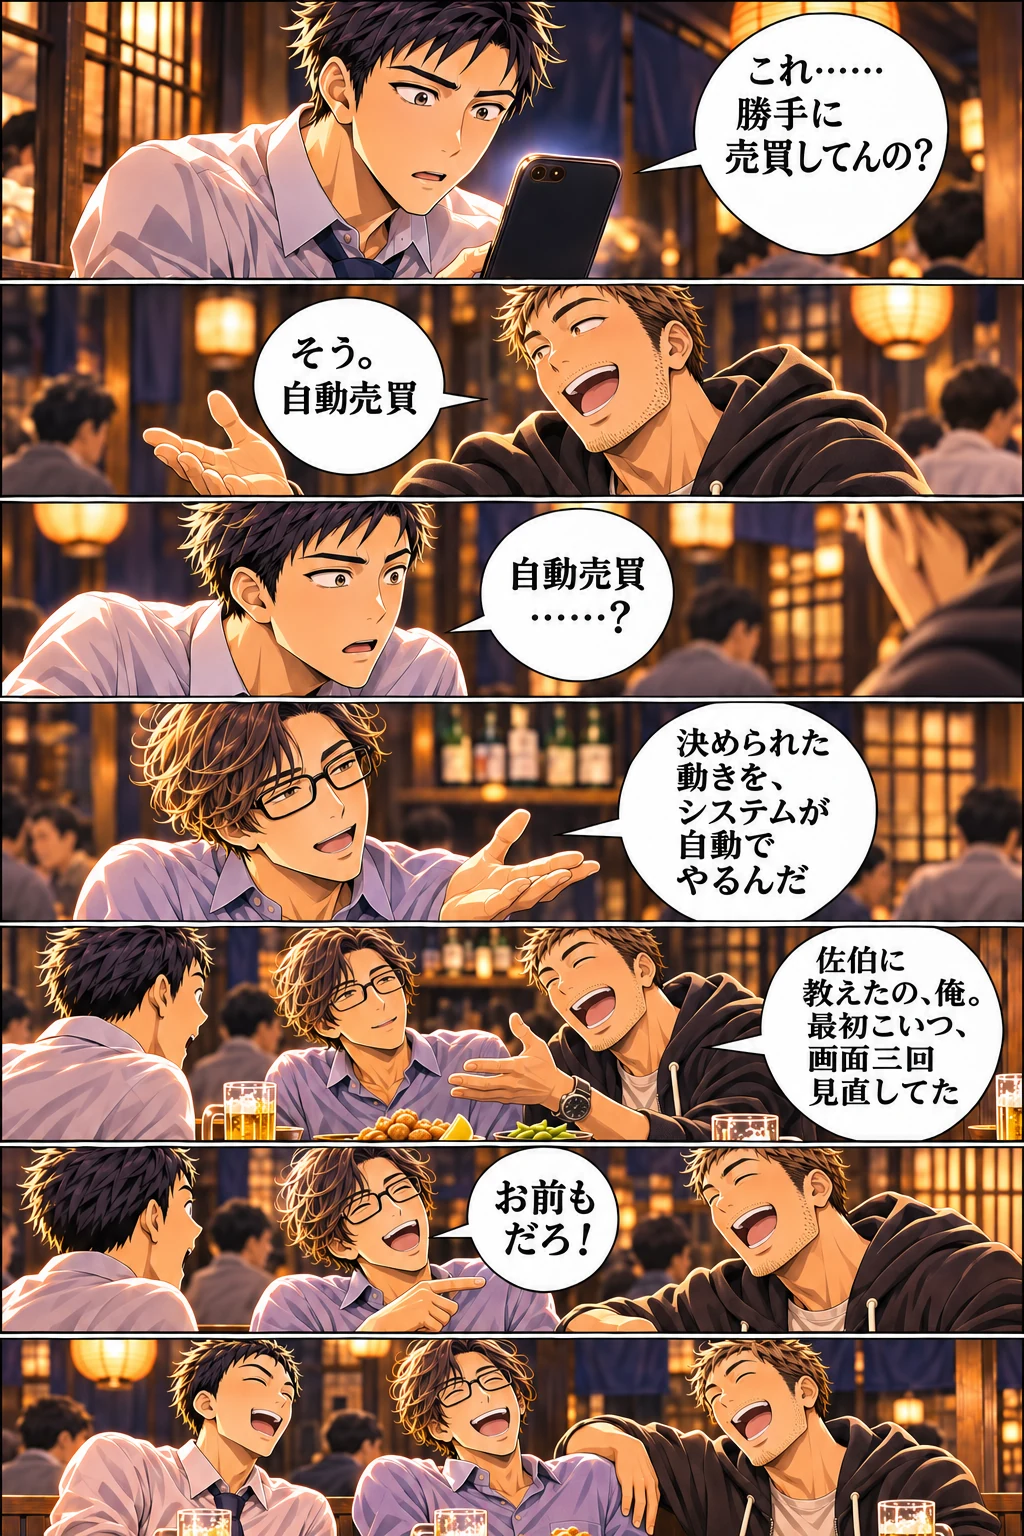 これ……
勝手に
売買してんの？
そう。
自動売買
自動売買
……？
決められた
動きを、
システムが
自動で
やるんだ
佐伯に
教えたの、俺。
最初こいつ、
画面三回
見直してた
お前も
だろ！